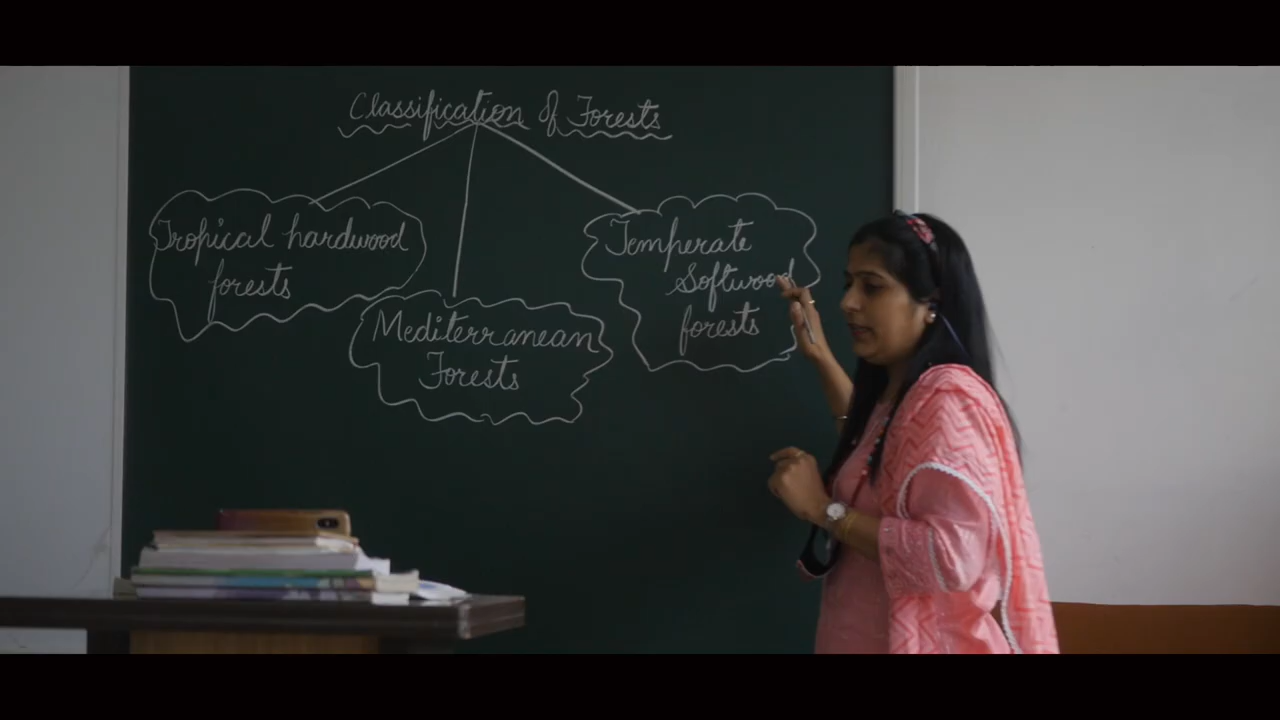 Classification of Forests
Tropical hardwood
forests
Mediterranean
Forests
Temperate
Softwood
forests